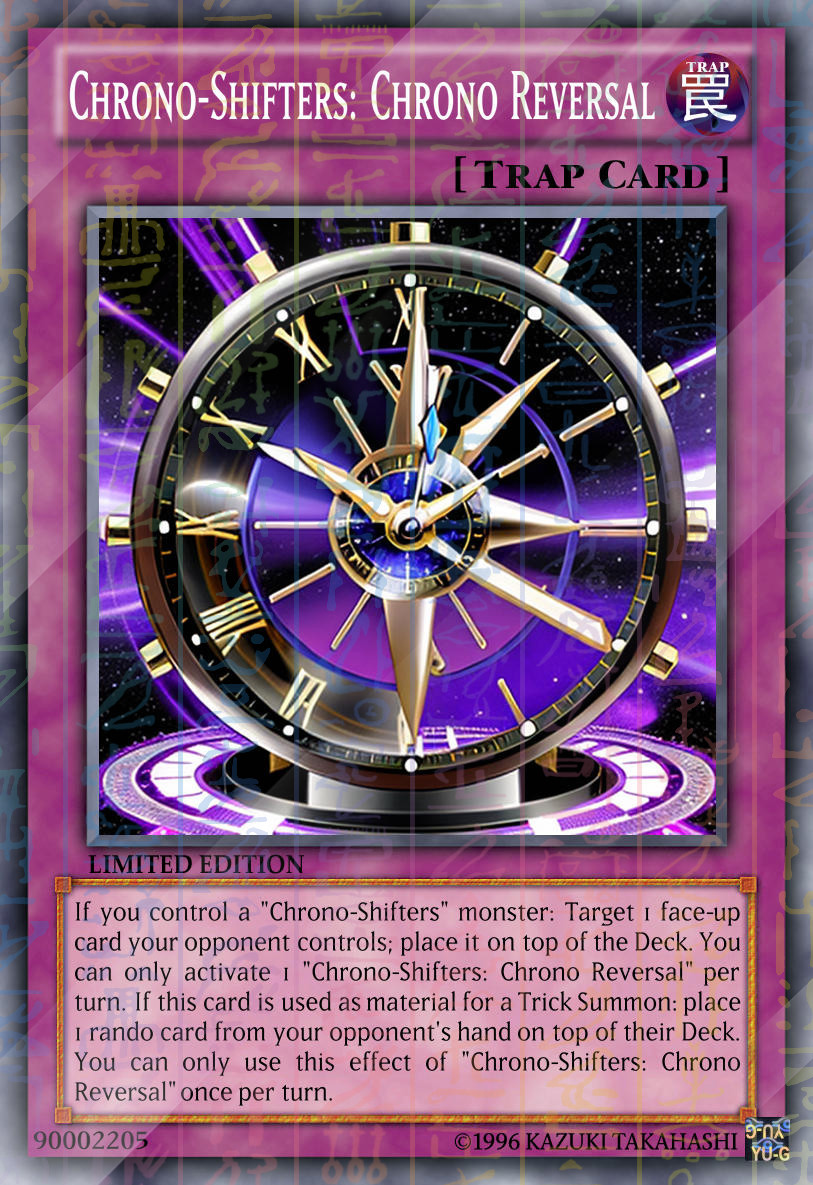 CHRONO-SHIFTERS: CHRONO REVERSAL
TRAP
罠
[TRAP CARD]
LIMITED EDITION
If you control a "Chrono-Shifters" monster: Target 1 face-up
card your opponent controls; place it on top of the Deck. You
can only activate 1 "Chrono-Shifters: Chrono Reversal" per
turn. If this card is used as material for a Trick Summon: place
1 rando card from your opponent's hand on top of their Deck.
You can only use this effect of "Chrono-Shifters: Chrono
Reversal" once per turn.
90002205
©1996 KAZUKI TAKAHASHI
YU-G